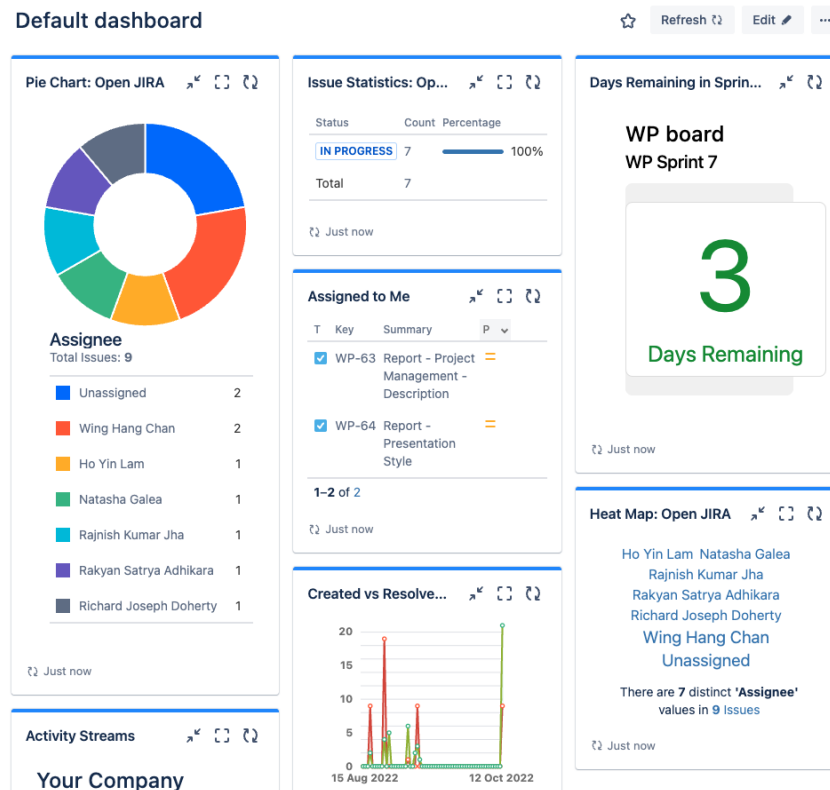 Default dashboard
Refresh
Edit
Pie Chart: Open JIRA
Assignee
Total Issues: 9
Unassigned 2
Wing Hang Chan 2
Ho Yin Lam 1
Natasha Galea 1
Rajnish Kumar Jha 1
Rakyan Satrya Adhikara 1
Richard Joseph Doherty 1
Just now
Activity Streams
Your Company
Issue Statistics: Op...
Status Count Percentage
IN PROGRESS 7 100%
Total 7
Just now
Assigned to Me
T Key Summary P
WP-63 Report - Project
Management -
Description
WP-64 Report -
Presentation
Style
1–2 of 2
Just now
Created vs Resolve...
20
15
10
5
0
15 Aug 2022 12 Oct 2022
Days Remaining in Sprin...
WP board
WP Sprint 7
3
Days Remaining
Just now
Heat Map: Open JIRA
Ho Yin Lam Natasha Galea
Rajnish Kumar Jha
Rakyan Satrya Adhikara
Richard Joseph Doherty
Wing Hang Chan
Unassigned
There are 7 distinct 'Assignee'
values in 9 Issues
Just now